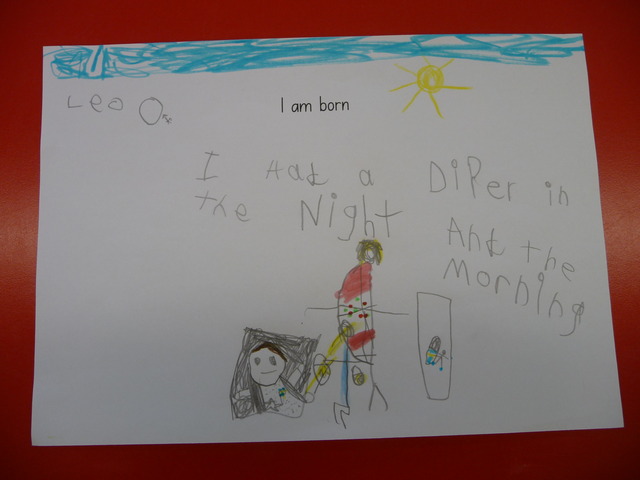 Leo O.
I am born
I Had a DIPer in
the Night And the
Morning